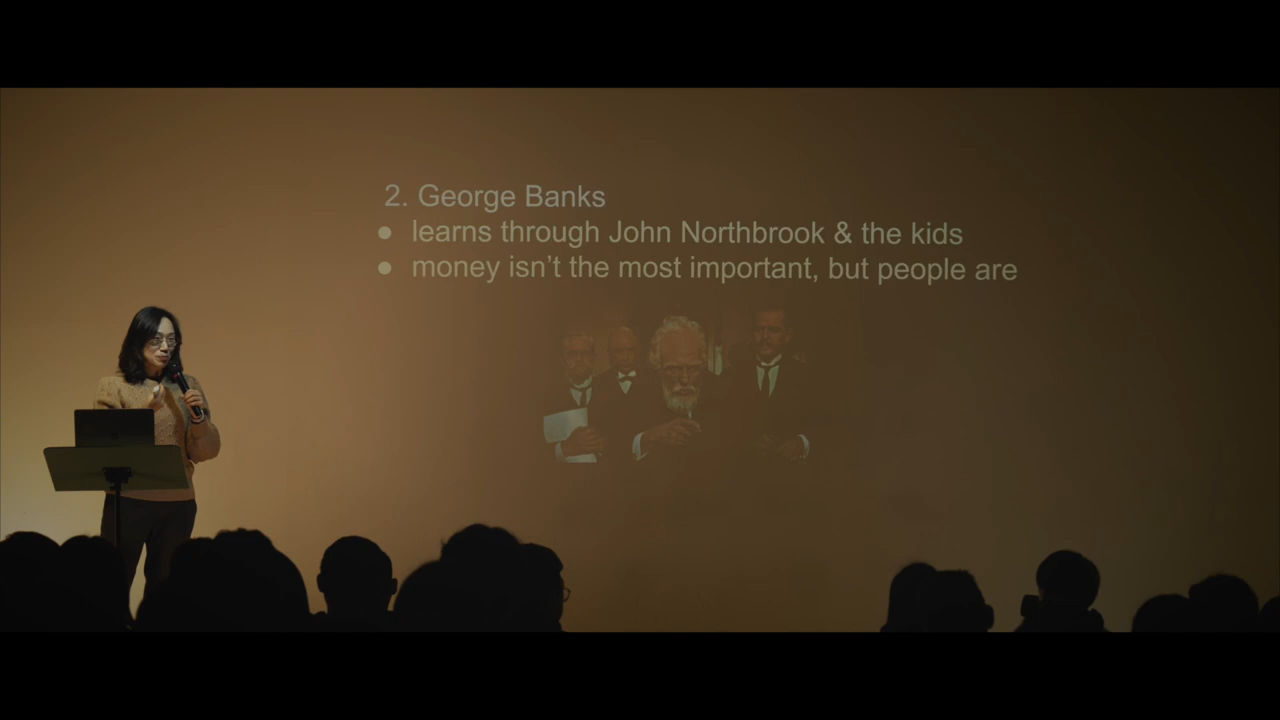 2. George Banks
● learns through John Northbrook & the kids
● money isn't the most important, but people are